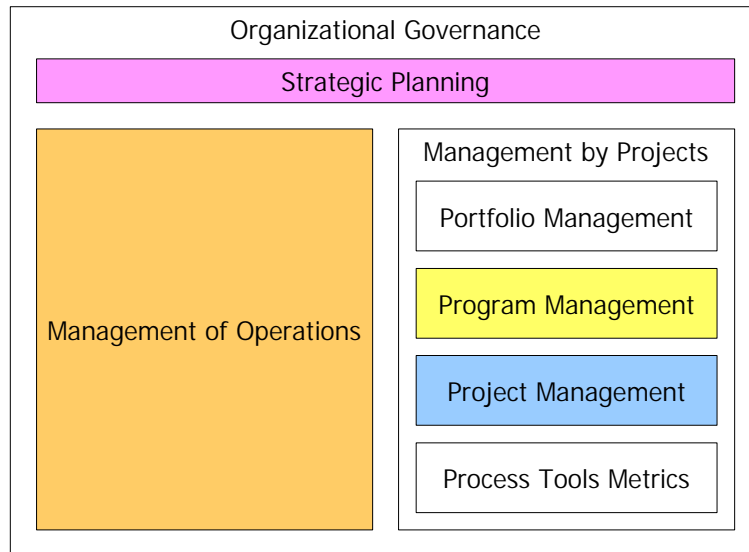 Organizational Governance
Strategic Planning
Management of Operations
Management by Projects
Portfolio Management
Program Management
Project Management
Process Tools Metrics